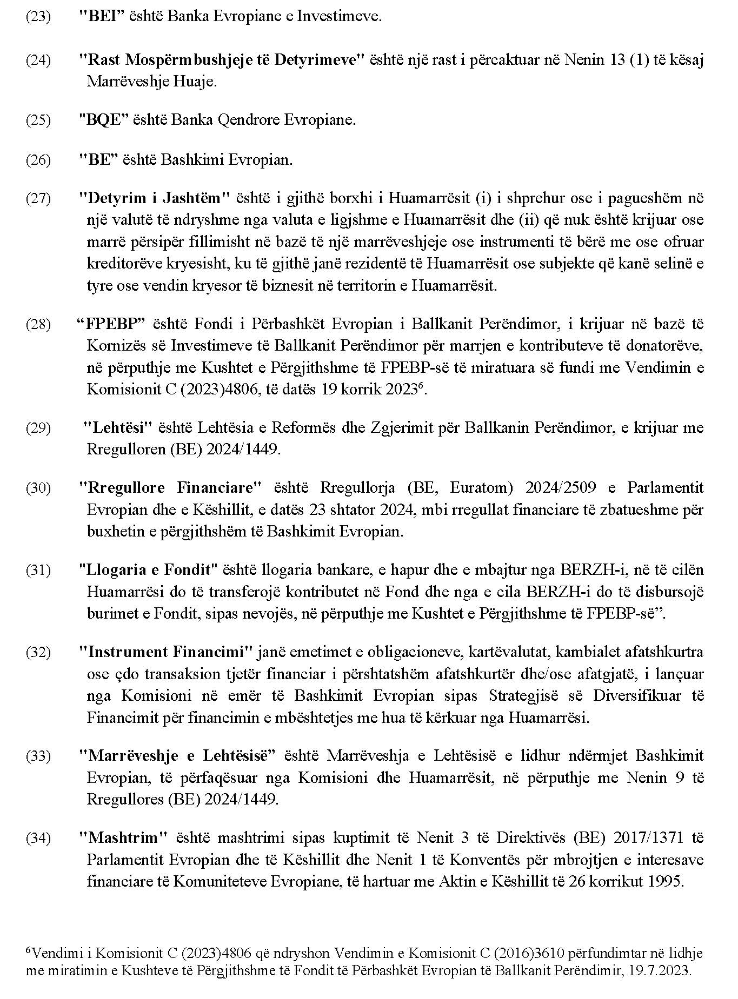 (23) "BEI” është Banka Evropiane e Investimeve.
(24) "Rast Mospërmbushjeje të Detyrimeve" është një rast i përcaktuar në Nenin 13 (1) të kësaj
Marrëveshje Huaje.
(25) "BQE” është Banka Qendrore Evropiane.
(26) "BE” është Bashkimi Evropian.
(27) "Detyrim i Jashtëm" është i gjithë borxhi i Huamarrësit (i) i shprehur ose i pagueshëm në
një valutë të ndryshme nga valuta e ligjshme e Huamarrësit dhe (ii) që nuk është krijuar ose
marrë përsipër fillimisht në bazë të një marrëveshjeje ose instrumenti të bërë me ose ofruar
kreditorëve kryesisht, ku të gjithë janë rezidentë të Huamarrësit ose subjekte që kanë selinë e
tyre ose vendin kryesor të biznesit në territorin e Huamarrësit.
(28) “FPEBP” është Fondi i Përbashkët Evropian i Ballkanit Perëndimor, i krijuar në bazë të
Kornizës së Investimeve të Ballkanit Perëndimor për marrjen e kontributeve të donatorëve,
në përputhje me Kushtet e Përgjithshme të FPEBP-së të miratuara së fundi me Vendimin e
Komisionit C (2023)4806, të datës 19 korrik 2023⁶.
(29) "Lehtësi" është Lehtësia e Reformës dhe Zgjerimit për Ballkanin Perëndimor, e krijuar me
Rregulloren (BE) 2024/1449.
(30) "Rregullore Financiare" është Rregullorja (BE, Euratom) 2024/2509 e Parlamentit
Evropian dhe e Këshillit, e datës 23 shtator 2024, mbi rregullat financiare të zbatueshme për
buxhetin e përgjithshëm të Bashkimit Evropian.
(31) "Llogaria e Fondit" është llogaria bankare, e hapur dhe e mbajtur nga BERZH-i, në të cilën
Huamarrësi do të transferojë kontributet në Fond dhe nga e cila BERZH-i do të disbursojë
burimet e Fondit, sipas nevojës, në përputhje me Kushtet e Përgjithshme të FPEBP-së”.
(32) "Instrument Financimi" janë emetimet e obligacioneve, kartëvalutat, kambialet afatshkurtra
ose çdo transaksion tjetër financiar i përshtatshëm afatshkurtër dhe/ose afatgjatë, i lançuar
nga Komisioni në emër të Bashkimit Evropian sipas Strategjisë së Diversifikuar të
Financimit për financimin e mbështetjes me hua të kërkuar nga Huamarrësi.
(33) "Marrëveshje e Lehtësisë” është Marrëveshja e Lehtësisë e lidhur ndërmjet Bashkimit
Evropian, të përfaqësuar nga Komisioni dhe Huamarrësit, në përputhje me Nenin 9 të
Rregullores (BE) 2024/1449.
(34) "Mashtrim" është mashtrimi sipas kuptimit të Nenit 3 të Direktivës (BE) 2017/1371 të
Parlamentit Evropian dhe të Këshillit dhe Nenit 1 të Konventës për mbrojtjen e interesave
financiare të Komuniteteve Evropiane, të hartuar me Aktin e Këshillit të 26 korrikut 1995.
⁶Vendimi i Komisionit C (2023)4806 që ndryshon Vendimin e Komisionit C (2016)3610 përfundimtar në lidhje
me miratimin e Kushteve të Përgjithshme të Fondit të Përbashkët Evropian të Ballkanit Perëndimir, 19.7.2023.